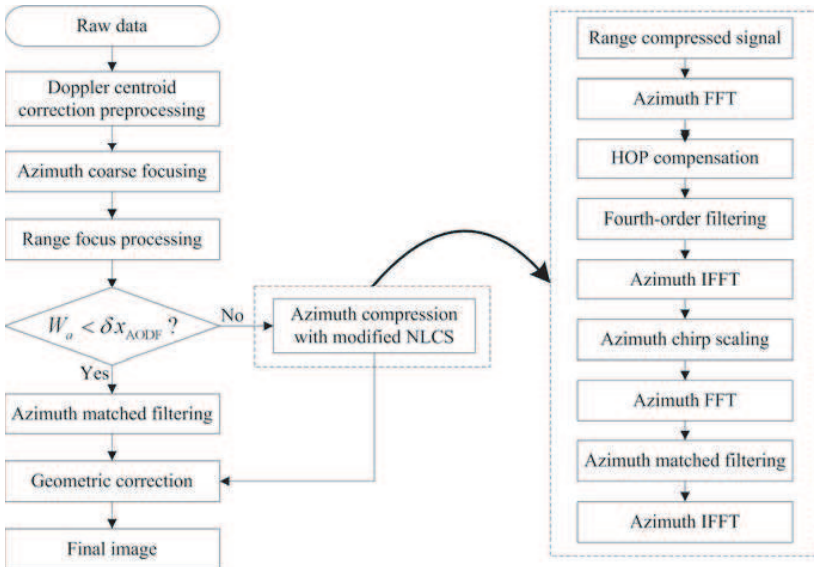 Raw data
Doppler centroid
correction preprocessing
Azimuth coarse focusing
Range focus processing
W_a < δx_AODF ?
No
Yes
Azimuth compression
with modified NLCS
Azimuth matched filtering
Geometric correction
Final image
Range compressed signal
Azimuth FFT
HOP compensation
Fourth-order filtering
Azimuth IFFT
Azimuth chirp scaling
Azimuth FFT
Azimuth matched filtering
Azimuth IFFT